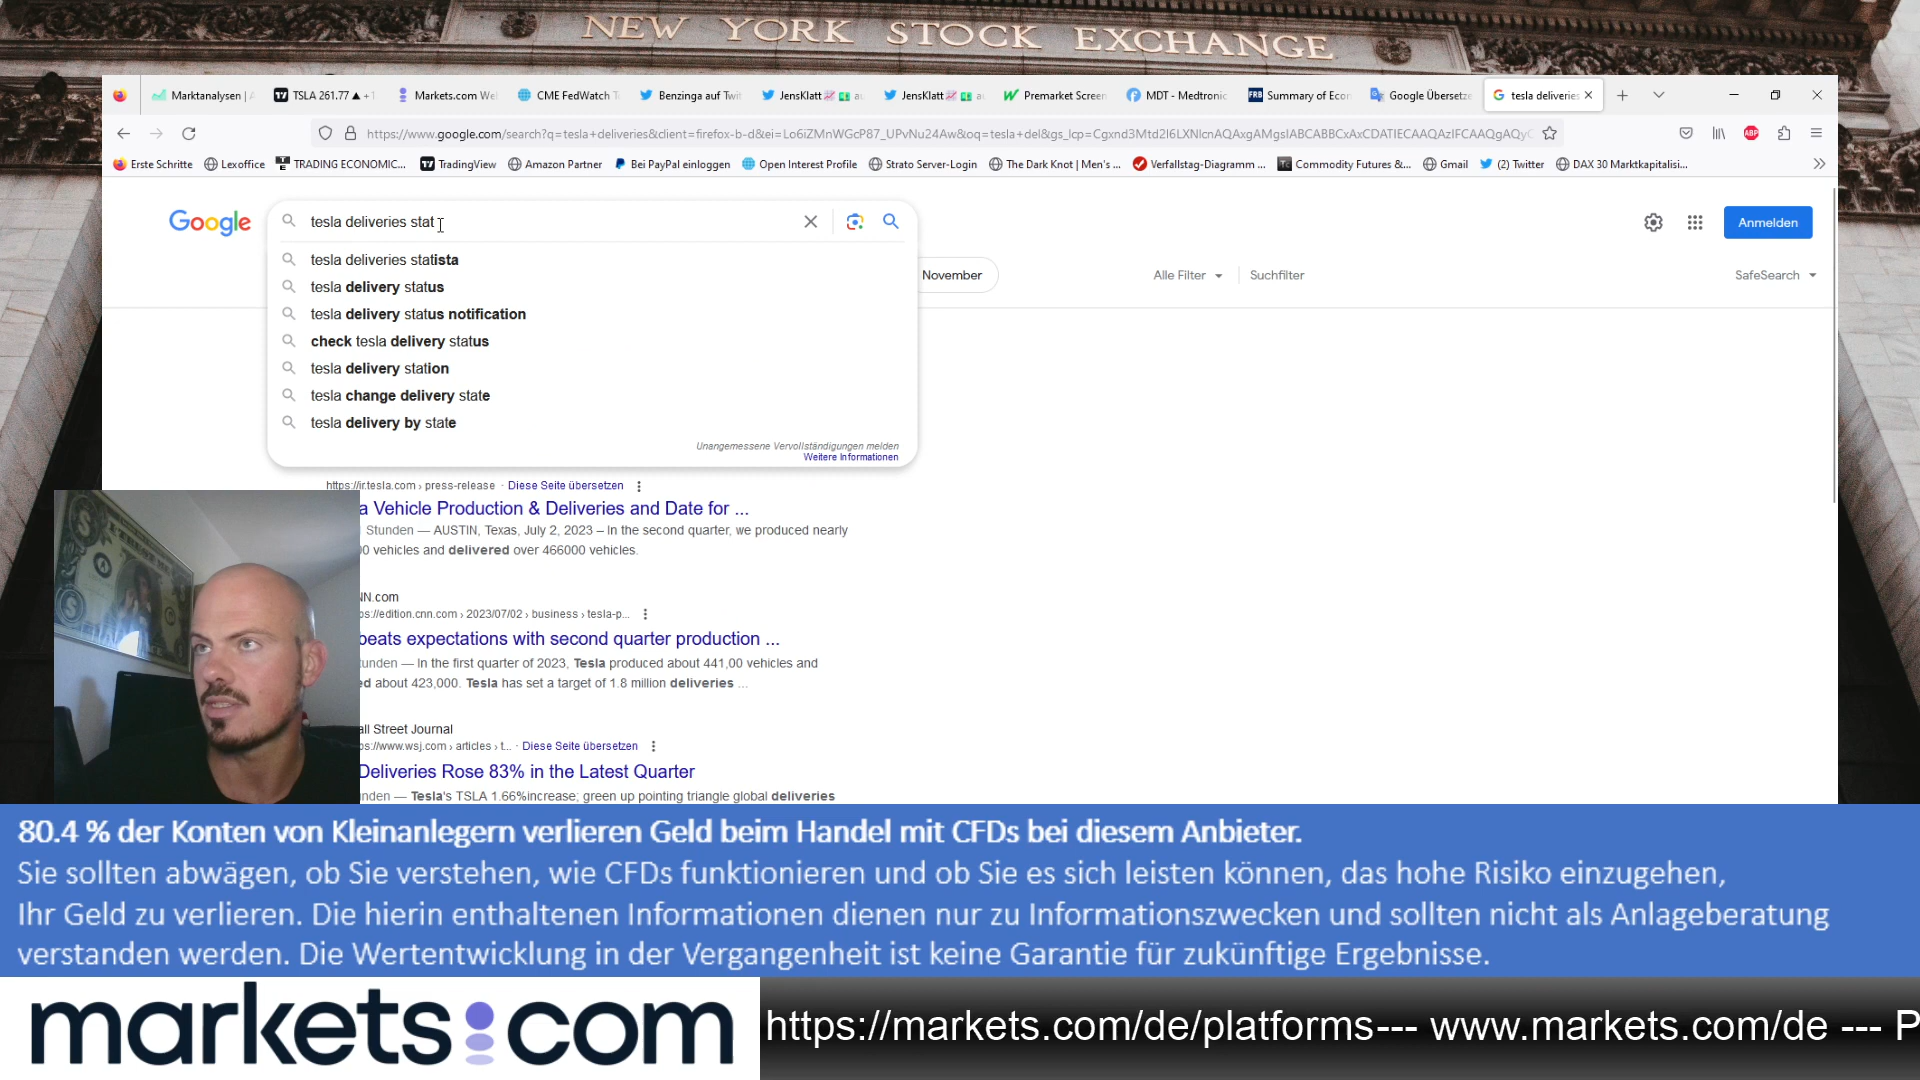 NEW YORK STOCK EXCHANGE
Marktanalysen |
TSLA 261.77 ▲ +
Markets.com We
CME FedWatch T
Benzinga auf Twi
JensKlatt
JensKlatt
Premarket Screen
MDT - Medtronic
Summary of Econ
Google Übersetze
tesla deliveries
https://www.google.com/search?q=tesla+deliveries&client=firefox-b-d&ei=
Erste Schritte
Lexoffice
TRADING ECONOMIC...
TradingView
Amazon Partner
Bei PayPal einloggen
Open Interest Profile
Strato Server-Login
The Dark Knot | Men's ...
Verfallstag-Diagramm ...
Commodity Futures &...
Gmail
(2) Twitter
DAX 30 Marktkapitalisi...
Google
tesla deliveries stat
Anmelden
tesla deliveries statista
tesla delivery status
tesla delivery status notification
check tesla delivery status
tesla delivery station
tesla change delivery state
tesla delivery by state
Unangemessene Vervollständigungen melden
Weitere Informationen
November
Alle Filter
Suchfilter
SafeSearch
https://ir.tesla.com › press-release · Diese Seite übersetzen
a Vehicle Production & Deliveries and Date for ...
Stunden — AUSTIN, Texas, July 2, 2023 – In the second quarter, we produced nearly
0 vehicles and delivered over 466000 vehicles.
NN.com
ps://edition.cnn.com › 2023/07/02 › business › tesla-p...
beats expectations with second quarter production ...
tunden — In the first quarter of 2023, Tesla produced about 441,00 vehicles and
ed about 423,000. Tesla has set a target of 1.8 million deliveries ...
all Street Journal
ps://www.wsj.com › articles › t... · Diese Seite übersetzen
Deliveries Rose 83% in the Latest Quarter
nden — Tesla's TSLA 1.66%increase; green up pointing triangle global deliveries
80.4 % der Konten von Kleinanlegern verlieren Geld beim Handel mit CFDs bei diesem Anbieter.
Sie sollten abwägen, ob Sie verstehen, wie CFDs funktionieren und ob Sie es sich leisten können, das hohe Risiko einzugehen,
Ihr Geld zu verlieren. Die hierin enthaltenen Informationen dienen nur zu Informationszwecken und sollten nicht als Anlageberatung
verstanden werden. Die Wertentwicklung in der Vergangenheit ist keine Garantie für zukünftige Ergebnisse.
markets.com
https://markets.com/de/platforms--- www.markets.com/de --- P